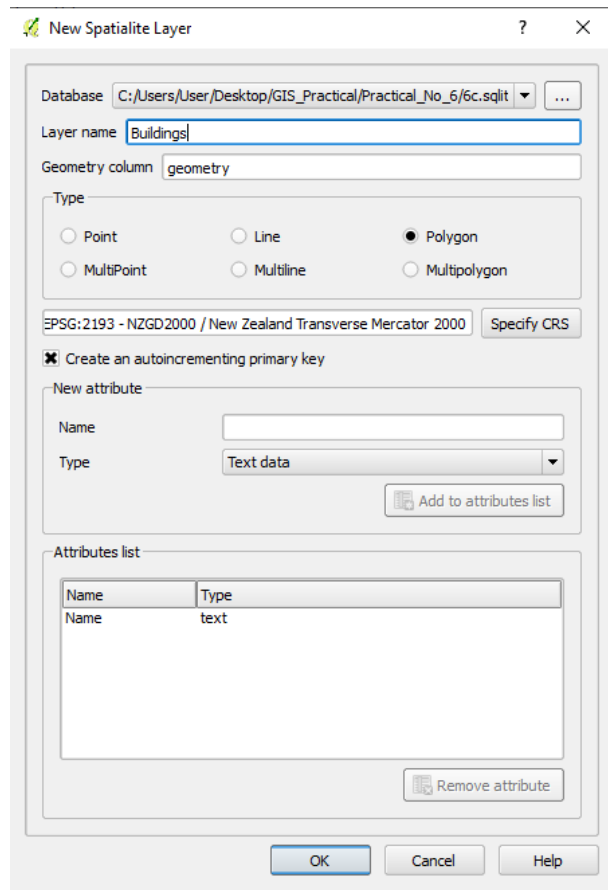 New Spatialite Layer ? ×
Database C:/Users/User/Desktop/GIS_Practical/Practical_No_6/6c.sqlit ...
Layer name Buildings
Geometry column geometry
Type
Point Line Polygon
MultiPoint Multiline Multipolygon
EPSG:2193 - NZGD2000 / New Zealand Transverse Mercator 2000 Specify CRS
Create an autoincrementing primary key
New attribute
Name
Type Text data
Add to attributes list
Attributes list
Name Type
Name text
Remove attribute
OK Cancel Help